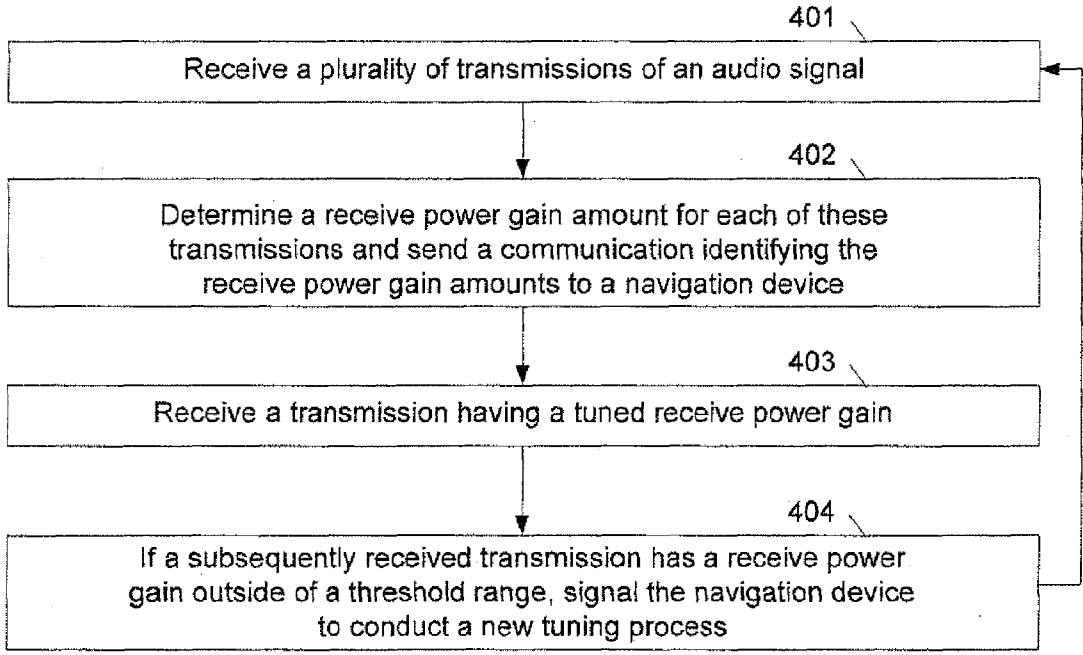 401
Receive a plurality of transmissions of an audio signal
402
Determine a receive power gain amount for each of these
transmissions and send a communication identifying the
receive power gain amounts to a navigation device
403
Receive a transmission having a tuned receive power gain
404
If a subsequently received transmission has a receive power
gain outside of a threshold range, signal the navigation device
to conduct a new tuning process